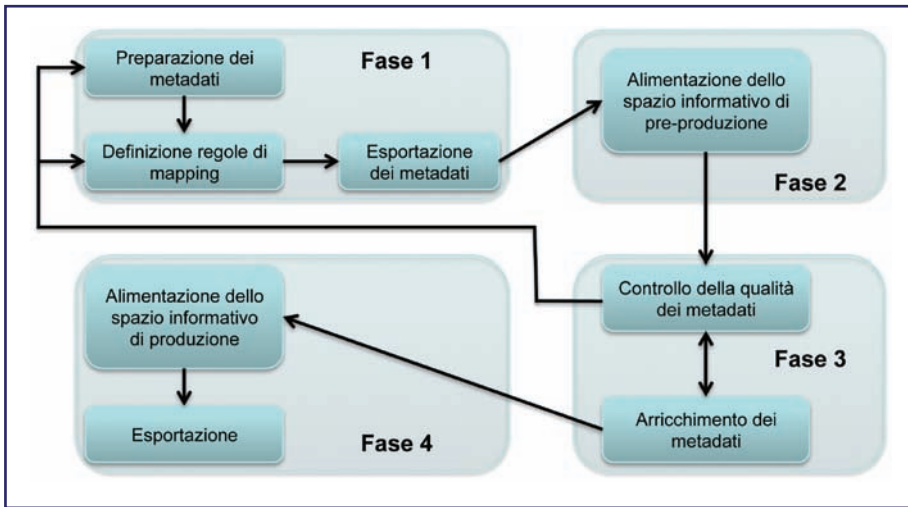 Preparazione dei
metadati
Fase 1
Definizione regole di
mapping
Esportazione
dei metadati
Alimentazione dello
spazio informativo di
pre-produzione
Fase 2
Controllo della qualità
dei metadati
Fase 3
Arricchimento dei
metadati
Alimentazione dello
spazio informativo
di produzione
Esportazione
Fase 4